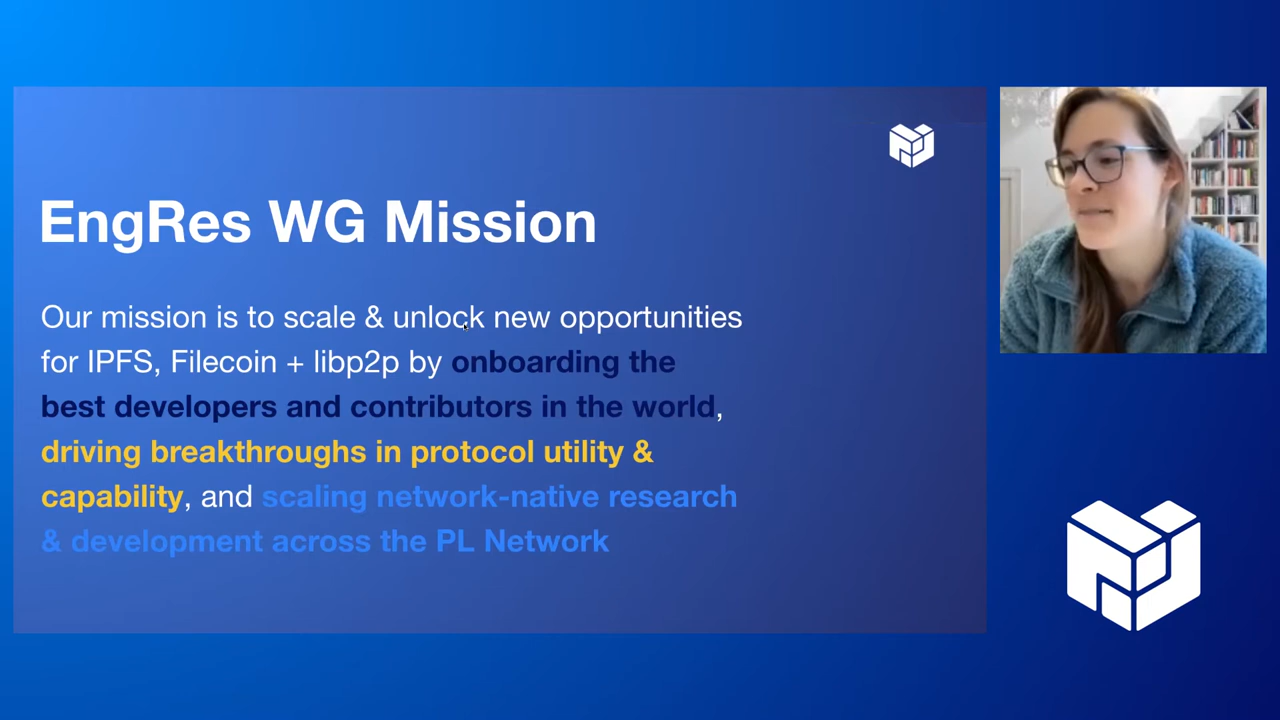 EngRes WG Mission
Our mission is to scale & unlock new opportunities
for IPFS, Filecoin + libp2p by onboarding the
best developers and contributors in the world,
driving breakthroughs in protocol utility &
capability, and scaling network-native research
& development across the PL Network